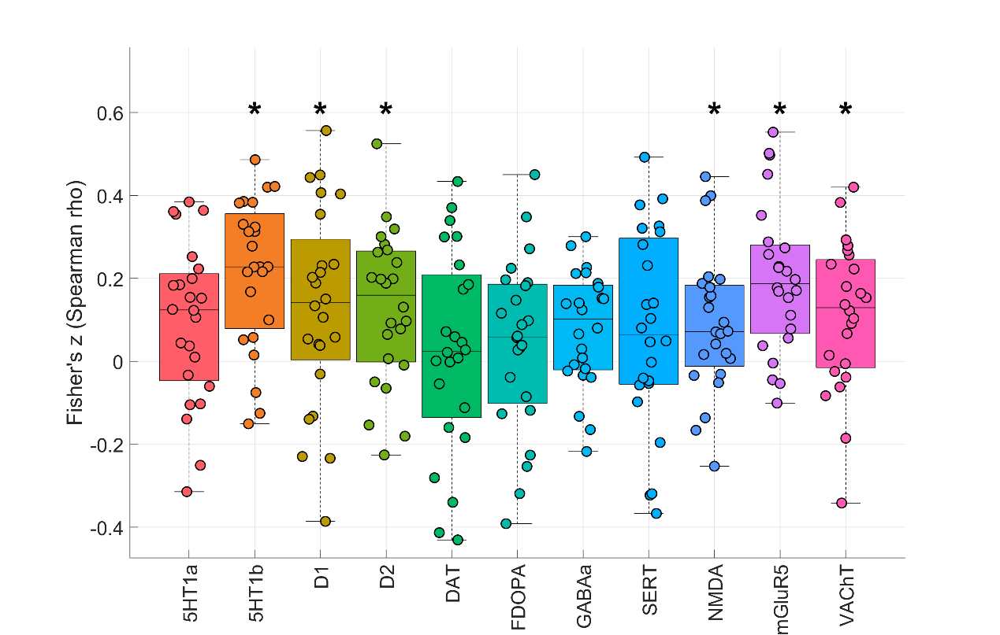 Fisher's z (Spearman rho)
0.6
0.4
0.2
0
-0.2
-0.4
* * * * * *
5HT1a
5HT1b
D1
D2
DAT
FDOPA
GABAa
SERT
NMDA
mGluR5
VAChT